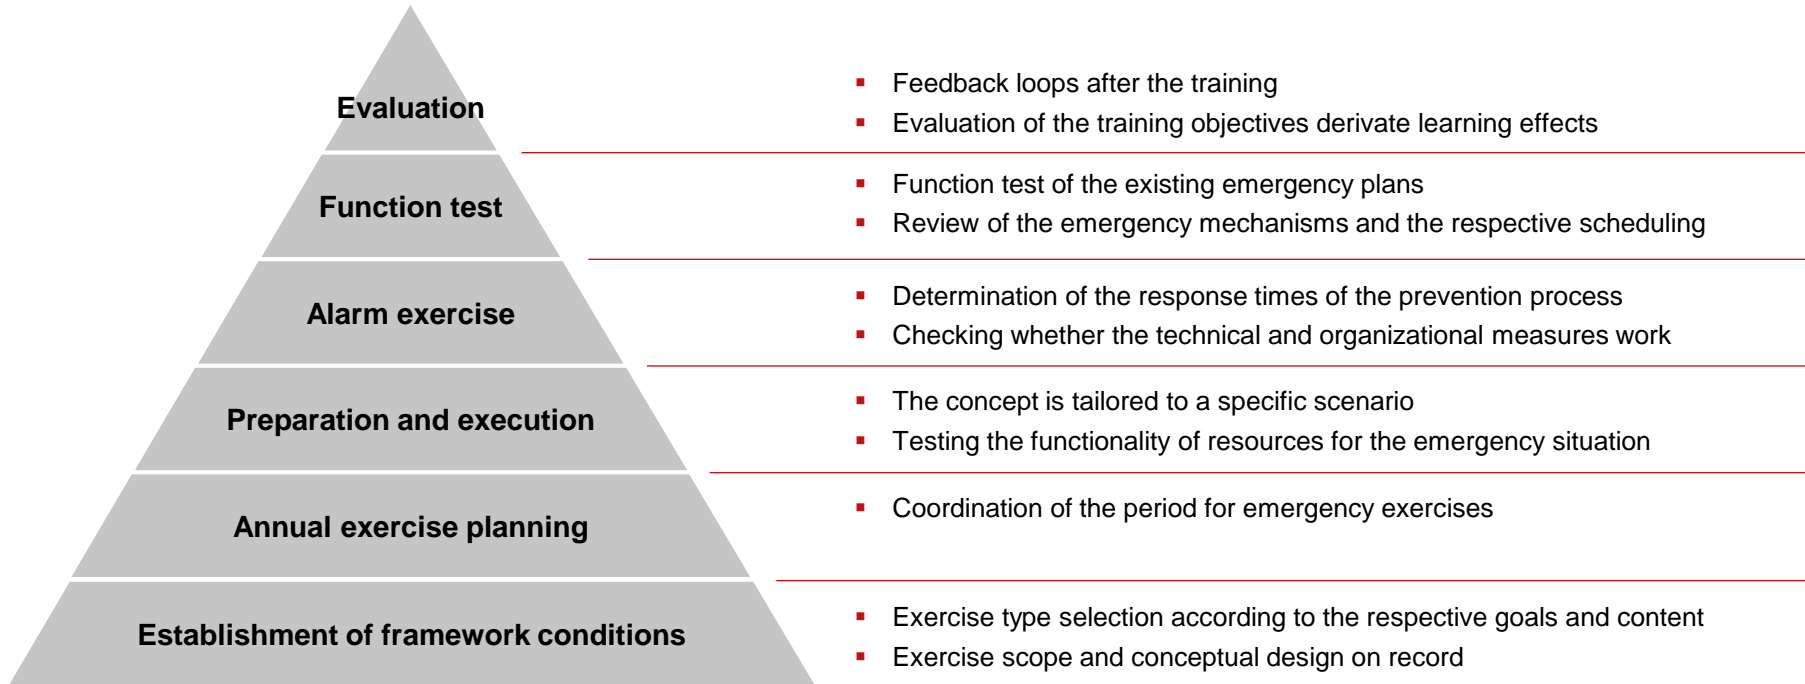 Evaluation
▪ Feedback loops after the training
▪ Evaluation of the training objectives derivate learning effects
Function test
▪ Function test of the existing emergency plans
▪ Review of the emergency mechanisms and the respective scheduling
Alarm exercise
▪ Determination of the response times of the prevention process
▪ Checking whether the technical and organizational measures work
Preparation and execution
▪ The concept is tailored to a specific scenario
▪ Testing the functionality of resources for the emergency situation
Annual exercise planning
▪ Coordination of the period for emergency exercises
Establishment of framework conditions
▪ Exercise type selection according to the respective goals and content
▪ Exercise scope and conceptual design on record